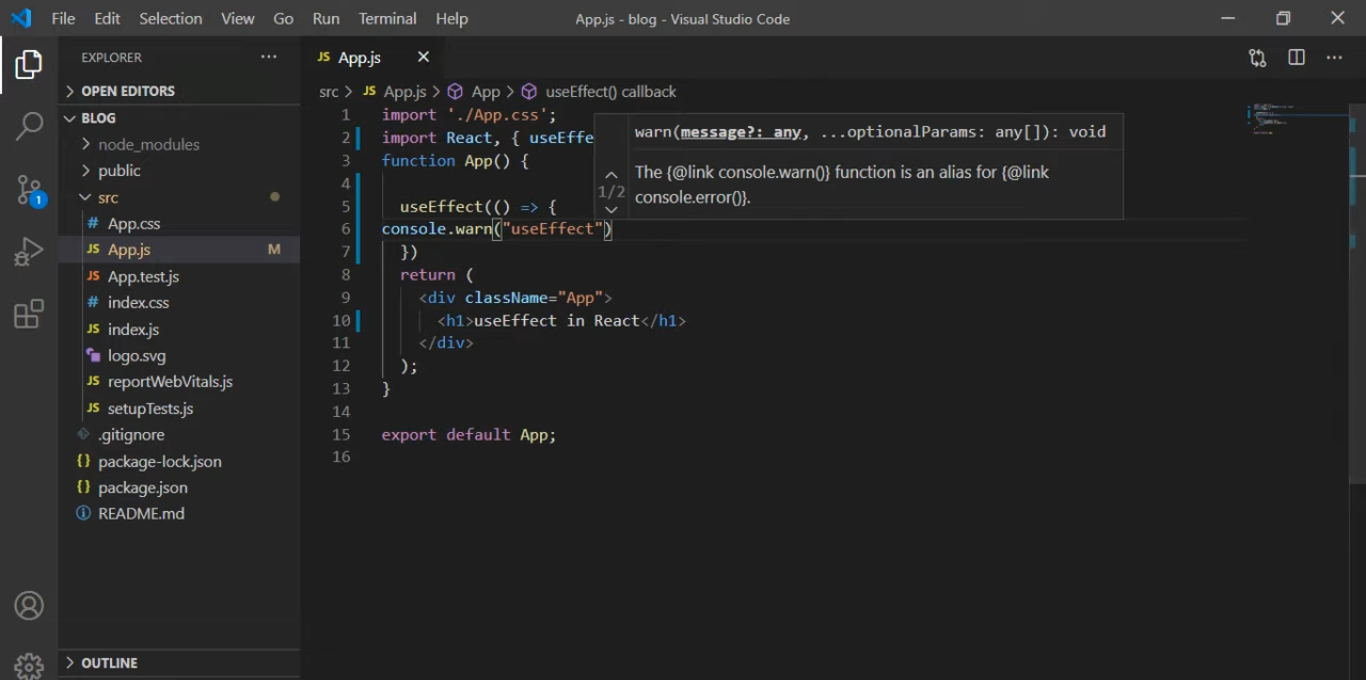 File Edit Selection View Go Run Terminal Help App.js - blog - Visual Studio Code
EXPLORER
OPEN EDITORS
BLOG
node_modules
public
src
# App.css
JS App.js M
JS App.test.js
# index.css
JS index.js
logo.svg
JS reportWebVitals.js
JS setupTests.js
.gitignore
{} package-lock.json
{} package.json
README.md
OUTLINE
1
JS App.js
src > JS App.js > App > useEffect() callback
1 import './App.css';
2 import React, { useEffe
3 function App() {
4
5 useEffect(() => {
6 console.warn("useEffect")
7 })
8 return (
9 <div className="App">
10 <h1>useEffect in React</h1>
11 </div>
12 );
13 }
14
15 export default App;
16
warn(message?: any, ...optionalParams: any[]): void
1/2
The {@link console.warn()} function is an alias for {@link
console.error()}.